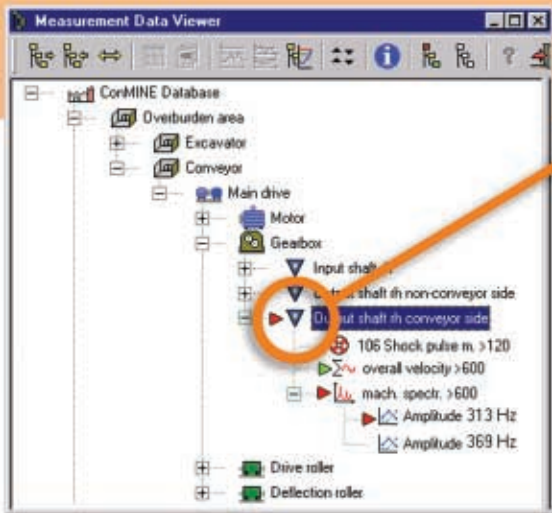 Measurement Data Viewer
ConMINE Database
Overburden area
Excavator
Conveyor
Main drive
Motor
Gearbox
Input shaft
Output shaft rh non-conveyor side
Output shaft rh conveyor side
106 Shock pulse m. >120
overall velocity >600
mach. spectr. >600
Amplitude 313 Hz
Amplitude 369 Hz
Drive roller
Deflection roller